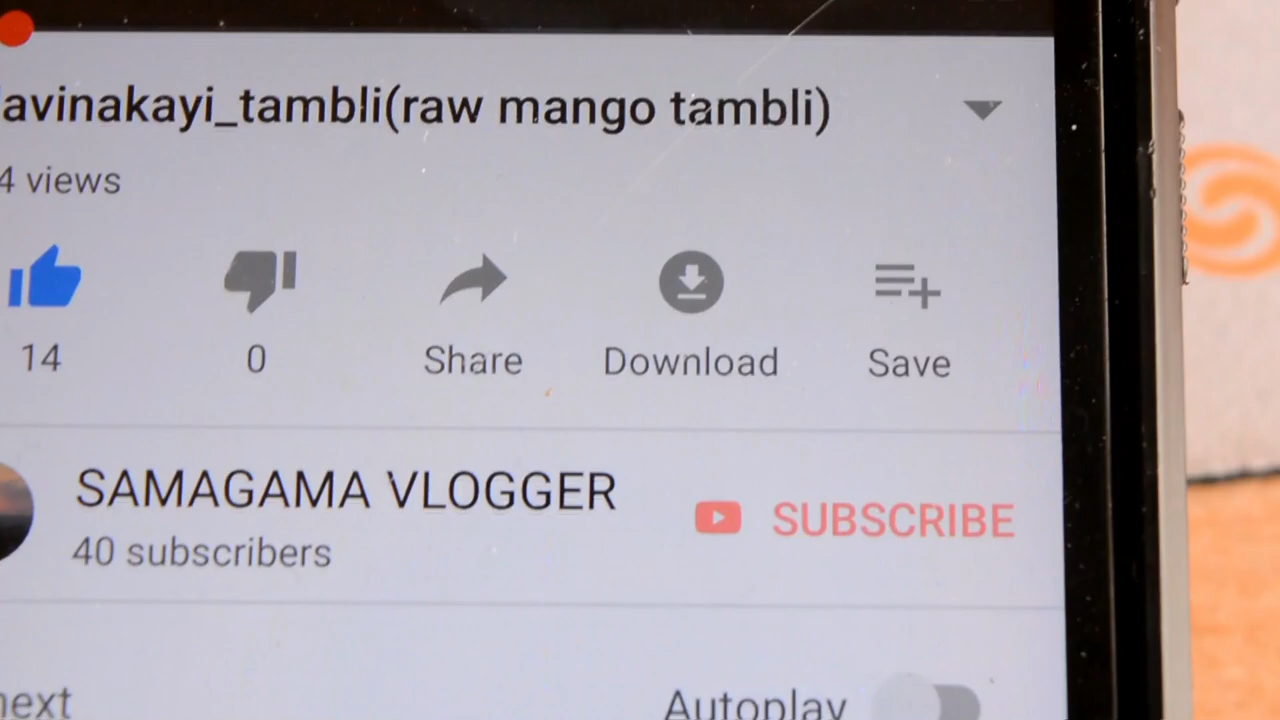 avinakayi_tambli(raw mango tambli)
4 views
14
0
Share
Download
Save
SAMAGAMA VLOGGER
SUBSCRIBE
40 subscribers
next
Autoplay